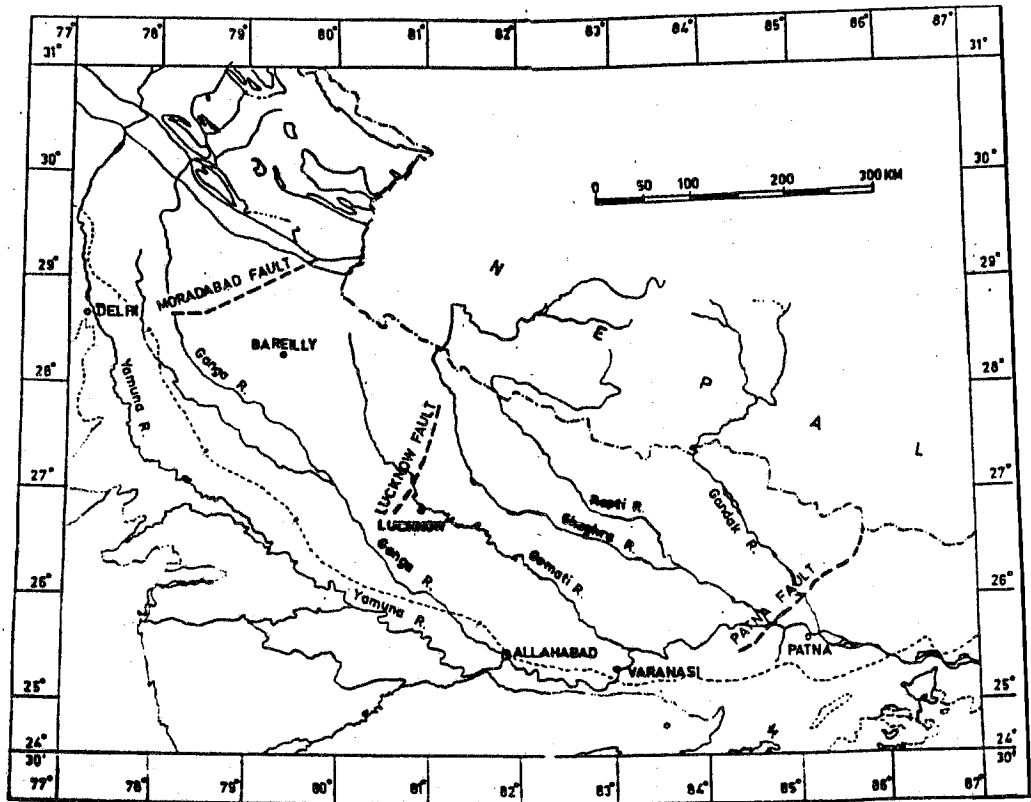 77° 78° 79° 80° 81° 82° 83° 84° 85° 86° 87°
31° 31°
30° 30°
0 50 100 200 300 KM
29° 29°
N
E
P
A
L
MORADABAD FAULT
DELHI
BAREILLY
28° 28°
Ganga R.
Yamuna R.
LUCKNOW FAULT
27° 27°
LUCKNOW
Rapti R.
Ghaghra R.
Gandak R.
Ganga R.
Gomati R.
26° 26°
Yamuna R.
PATNA FAULT
PATNA
ALLAHABAD
VARANASI
25° 25°
24° 24°
30' 30'
77° 78° 79° 80° 81° 82° 83° 84° 85° 86° 87°